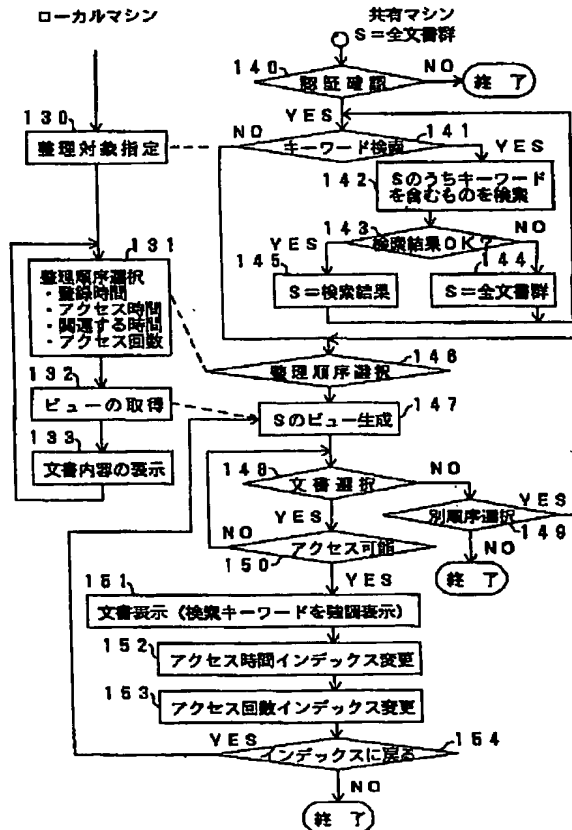 ローカルマシン
共有マシン
S＝全文書群
140
認証確認
NO
終了
YES
130
整理対象指定
NO
141
キーワード検索
YES
142
Sのうちキーワード
を含むものを検索
143
検索結果OK?
YES
NO
145
S＝検索結果
144
S＝全文書群
131
整理順序選択
・登録時間
・アクセス時間
・関連する時間
・アクセス回数
146
整理順序選択
132
ビューの取得
147
Sのビュー生成
133
文書内容の表示
148
文書選択
NO
YES
別順序選択
YES
149
NO
終了
NO
アクセス可能
150
YES
151
文書表示（検索キーワードを強調表示）
152
アクセス時間インデックス変更
153
アクセス回数インデックス変更
YES
154
インデックスに戻る
NO
終了